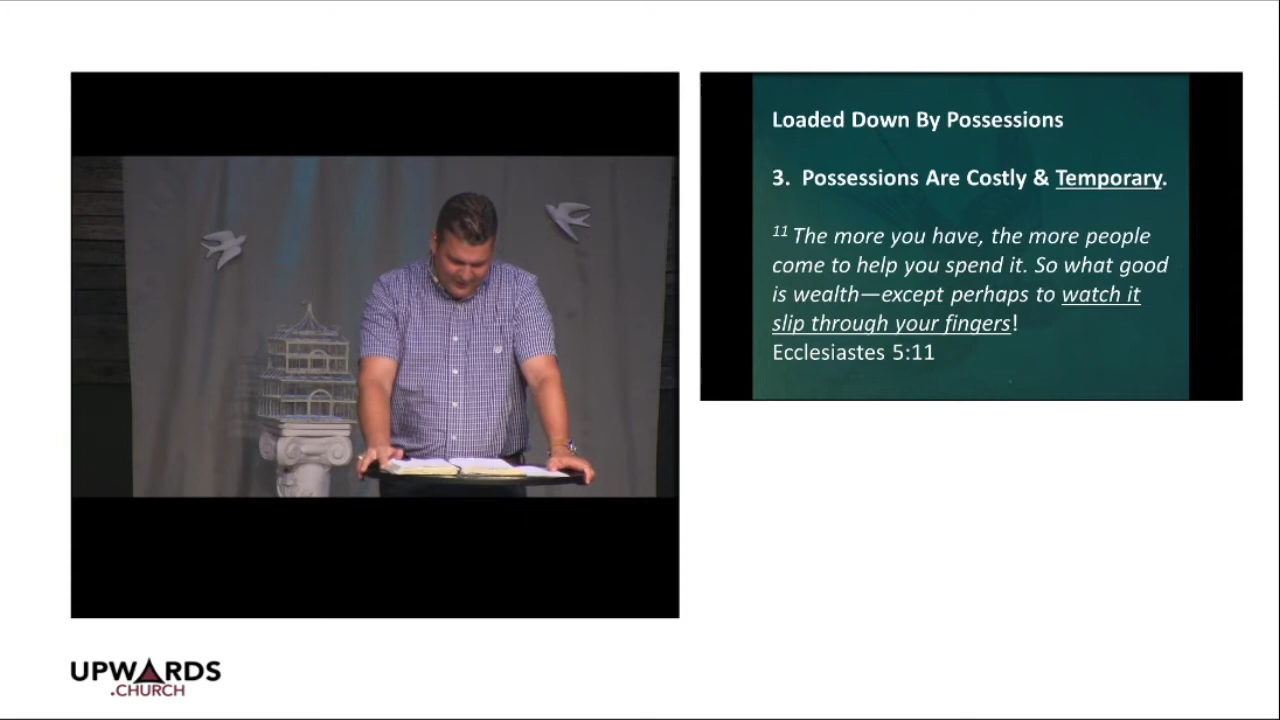 Loaded Down By Possessions
3. Possessions Are Costly & Temporary.
11 The more you have, the more people
come to help you spend it. So what good
is wealth—except perhaps to watch it
slip through your fingers!
Ecclesiastes 5:11
UPWARDS
.CHURCH